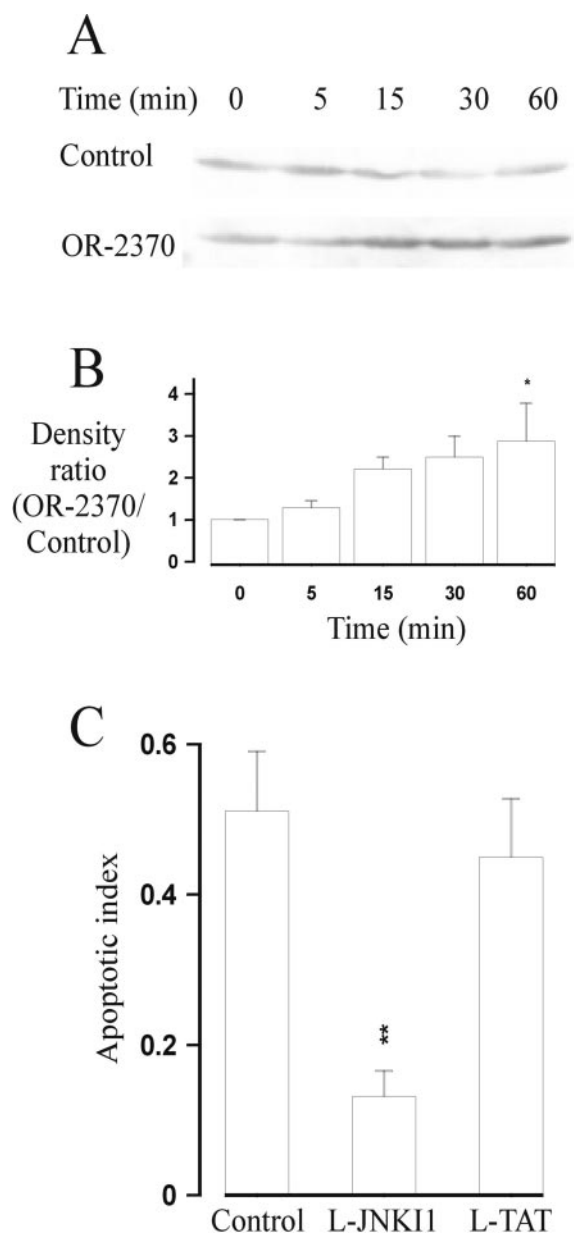 A
Time (min) 0 5 15 30 60
Control
OR-2370
B
Density
ratio
(OR-2370/
Control)
4
3
2
1
0
*
0 5 15 30 60
Time (min)
C
Apoptotic index
0.6
0.4
0.2
0
**
Control L-JNKI1 L-TAT